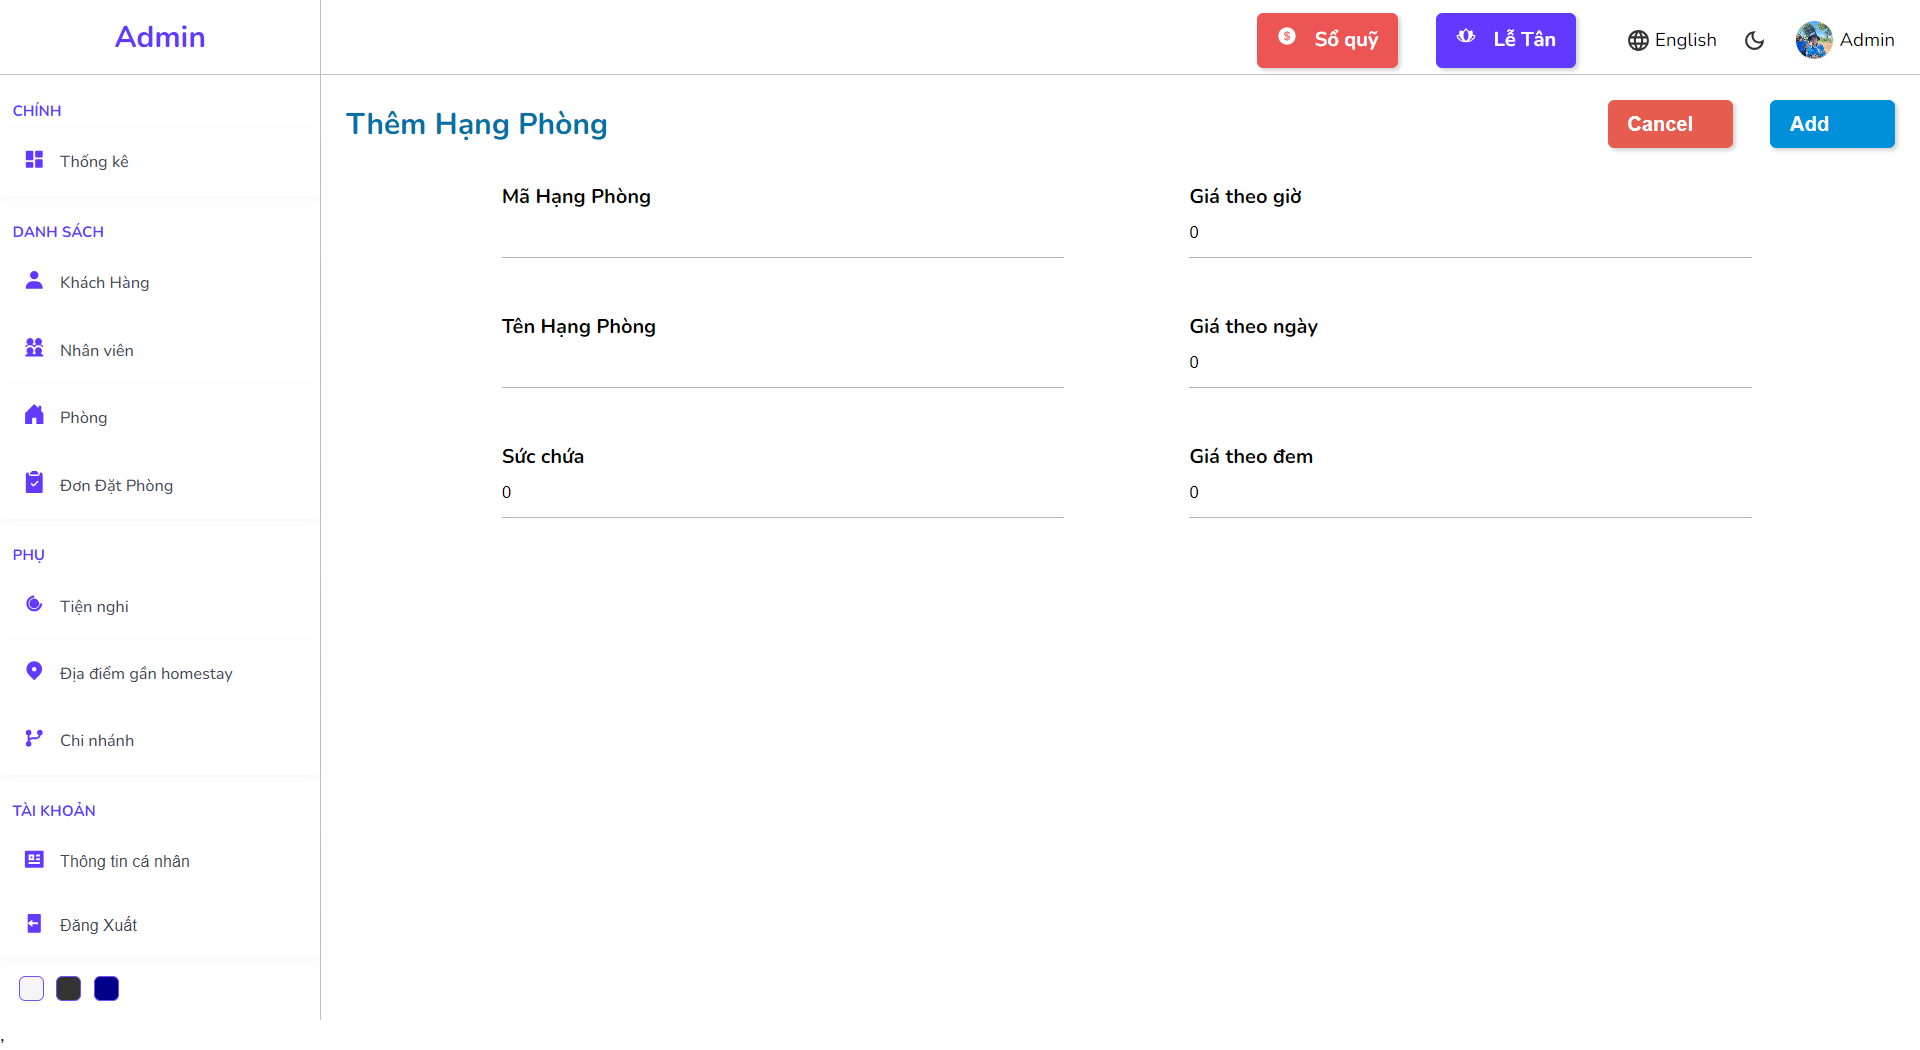 Admin
Sổ quỹ
Lễ Tân
English
Admin
CHÍNH
Thống kê
DANH SÁCH
Khách Hàng
Nhân viên
Phòng
Đơn Đặt Phòng
PHỤ
Tiện nghi
Địa điểm gần homestay
Chi nhánh
TÀI KHOẢN
Thông tin cá nhân
Đăng Xuất
,
Thêm Hạng Phòng
Cancel
Add
Mã Hạng Phòng
Giá theo giờ
0
Tên Hạng Phòng
Giá theo ngày
0
Sức chứa
0
Giá theo đem
0